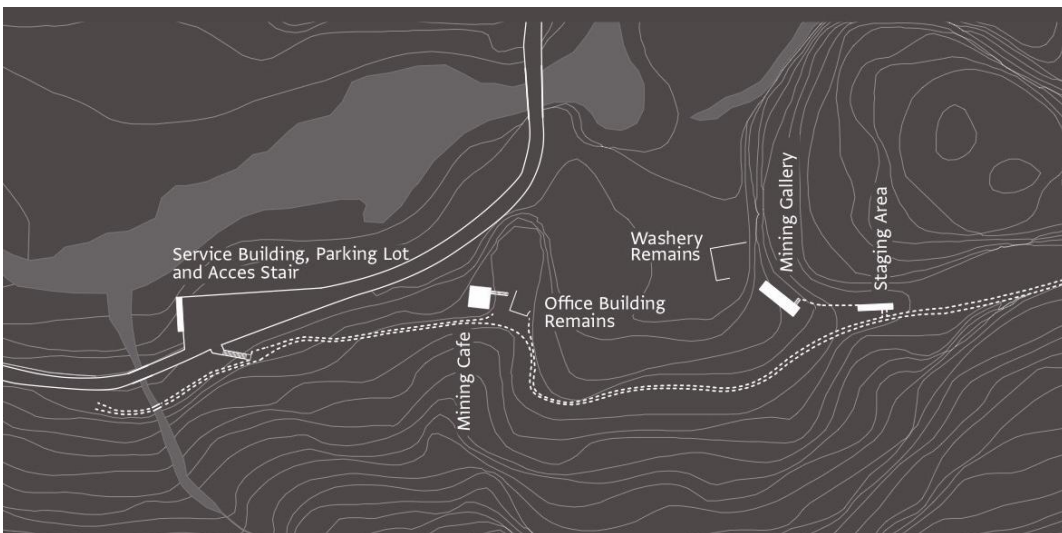 Service Building, Parking Lot
and Acces Stair
Mining Cafe
Office Building
Remains
Washery
Remains
Mining Gallery
Staging Area